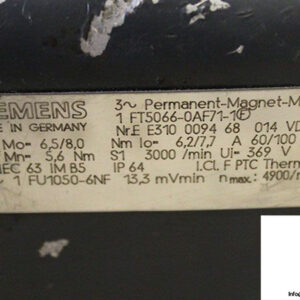 SIEMENS 3~ Permanent-Magnet-M
E IN GERMANY 1 FT5066-0AF71-1
Nr.E E310 0094 68 014 VD
Mo= 6,5/8,0 Nm Io= 6,2/7,7 A 60/100
Mn= 5,6 Nm S1 3000 /min Ui= 369 V
IEC 63 IM B5 IP 64 I.Cl. F PTC Therm
~ 1 FU1050-6NF 13,3 mVmin n max.: 4900/m